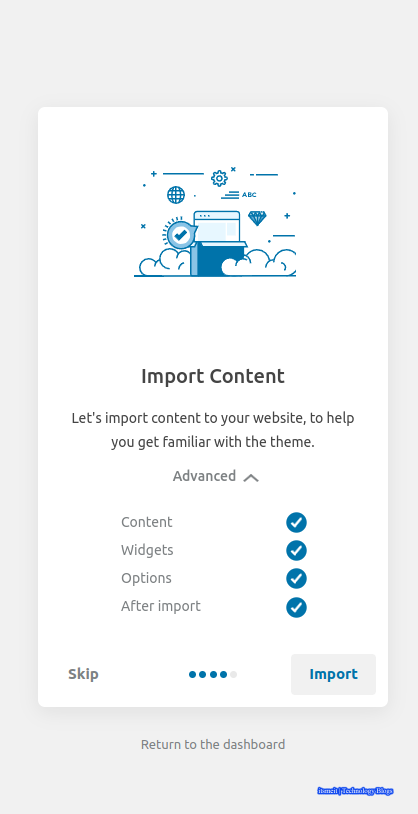 ABC
Import Content
Let's import content to your website, to help
you get familiar with the theme.
Advanced
Content
Widgets
Options
After import
Skip
Import
Return to the dashboard
Technology Blogs